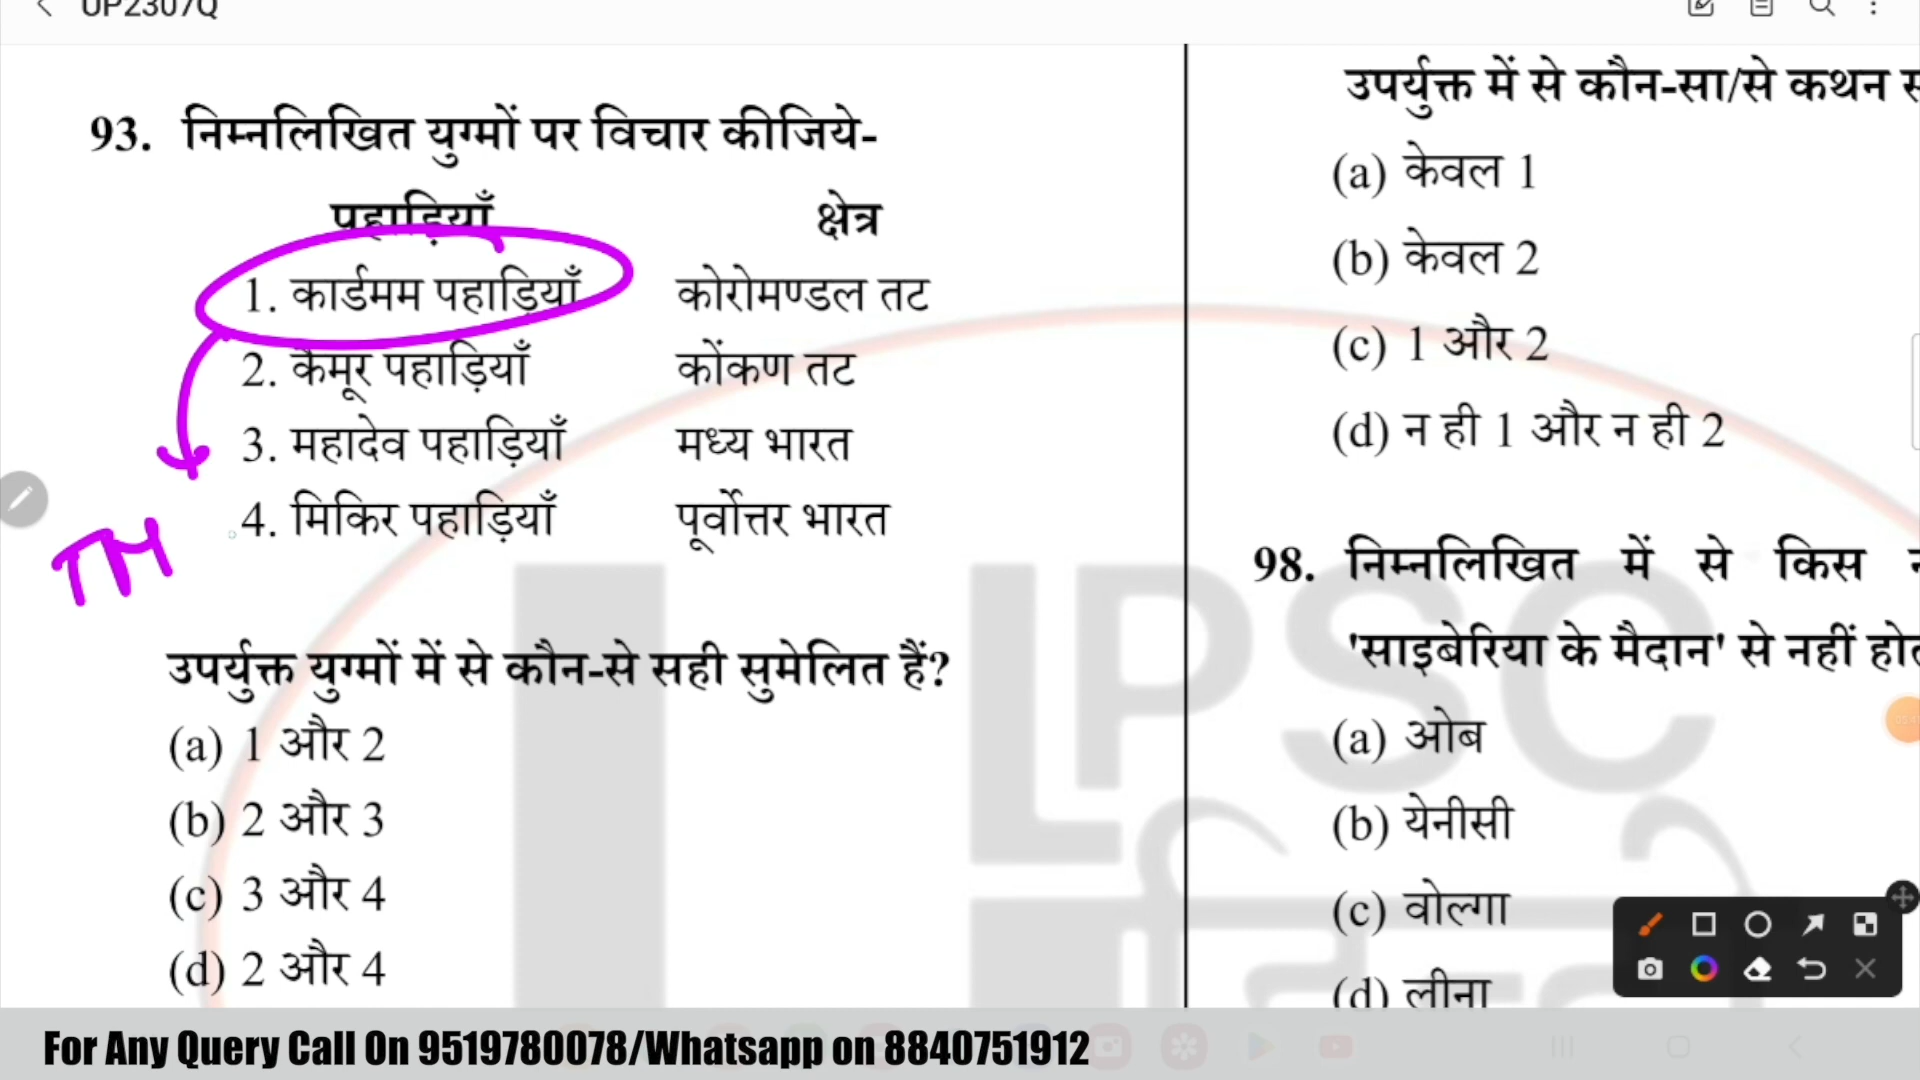 UP2307Q
93. निम्नलिखित युग्मों पर विचार कीजिये-
पहाड़ियाँ क्षेत्र
1. कार्डमम पहाड़ियाँ कोरोमण्डल तट
2. कैमूर पहाड़ियाँ कोंकण तट
3. महादेव पहाड़ियाँ मध्य भारत
4. मिकिर पहाड़ियाँ पूर्वोत्तर भारत
उपर्युक्त युग्मों में से कौन-से सही सुमेलित हैं?
(a) 1 और 2
(b) 2 और 3
(c) 3 और 4
(d) 2 और 4
उपर्युक्त में से कौन-सा/से कथन
(a) केवल 1
(b) केवल 2
(c) 1 और 2
(d) न ही 1 और न ही 2
98. निम्नलिखित में से किस
'साइबेरिया के मैदान' से नहीं
(a) ओब
(b) येनीसी
(c) वोल्गा
(d) लीना
PSC
For Any Query Call On 9519780078/Whatsapp on 8840751912